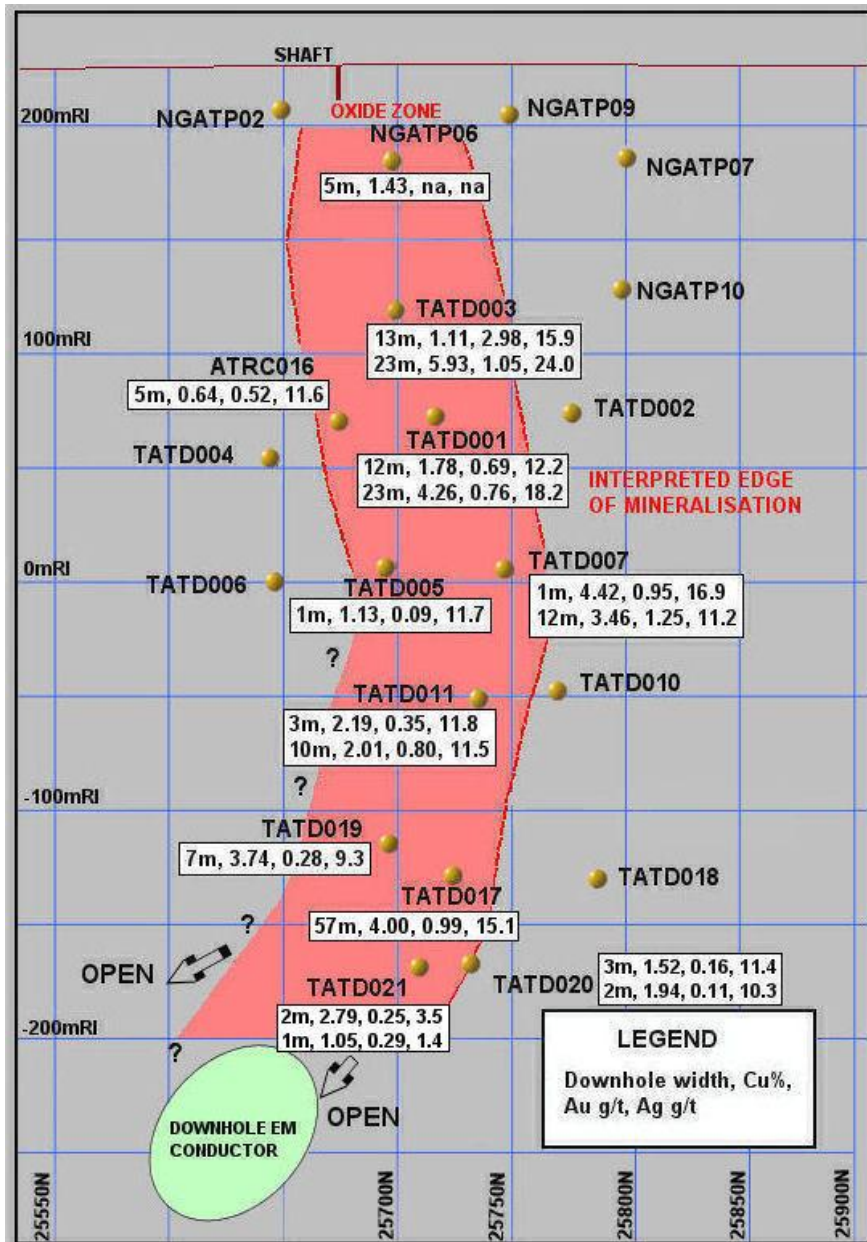 SHAFT
200mRl
NGATP02
OXIDE ZONE
NGATP09
NGATP06
5m, 1.43, na, na
NGATP07
NGATP10
TATD003
13m, 1.11, 2.98, 15.9
23m, 5.93, 1.05, 24.0
100mRl
ATRC016
5m, 0.64, 0.52, 11.6
TATD002
TATD001
12m, 1.78, 0.69, 12.2
23m, 4.26, 0.76, 18.2
TATD004
INTERPRETED EDGE
OF MINERALISATION
0mRl
TATD006
TATD005
1m, 1.13, 0.09, 11.7
TATD007
1m, 4.42, 0.95, 16.9
12m, 3.46, 1.25, 11.2
?
TATD011
3m, 2.19, 0.35, 11.8
10m, 2.01, 0.80, 11.5
TATD010
?
-100mRl
TATD019
7m, 3.74, 0.28, 9.3
TATD017
57m, 4.00, 0.99, 15.1
TATD018
?
OPEN
TATD021
2m, 2.79, 0.25, 3.5
1m, 1.05, 0.29, 1.4
TATD020
3m, 1.52, 0.16, 11.4
2m, 1.94, 0.11, 10.3
-200mRl
?
LEGEND
Downhole width, Cu%,
Au g/t, Ag g/t
OPEN
DOWNHOLE EM
CONDUCTOR
25550N
25700N
25750N
25800N
25850N
25900N